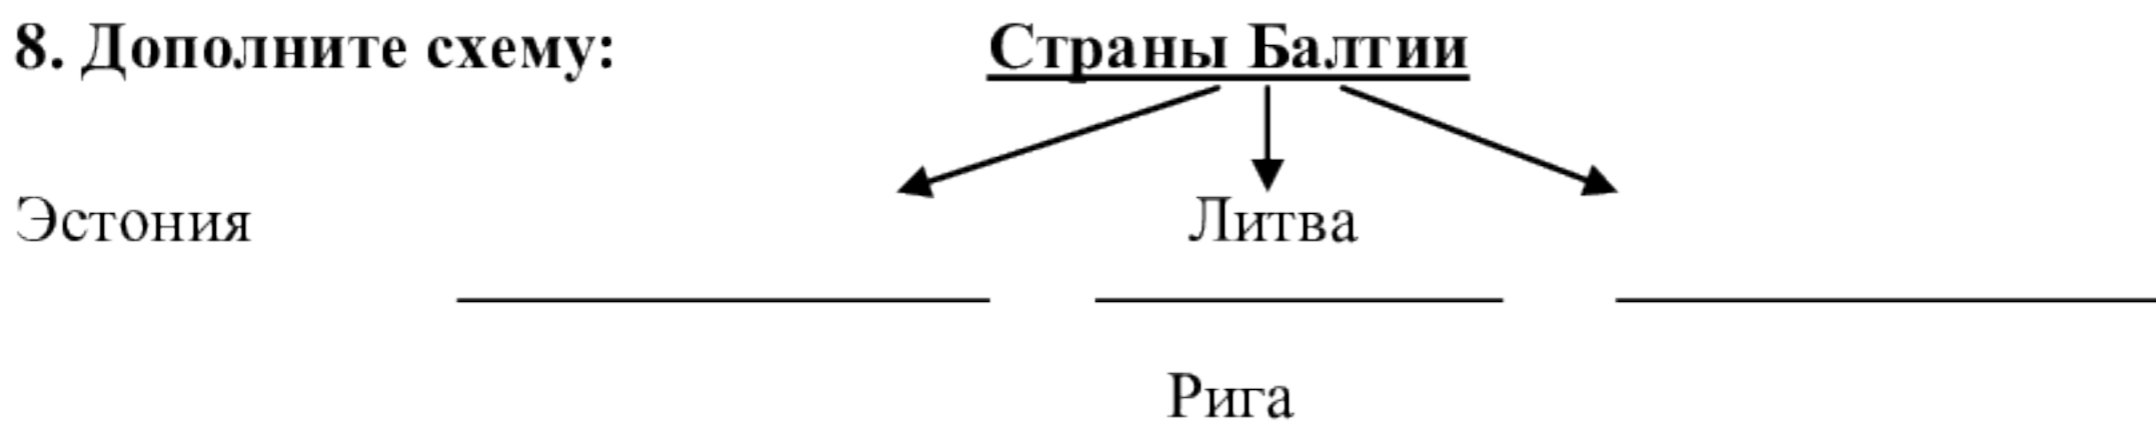 8. Дополните схему: Страны Балтии
Эстония Литва
Рига